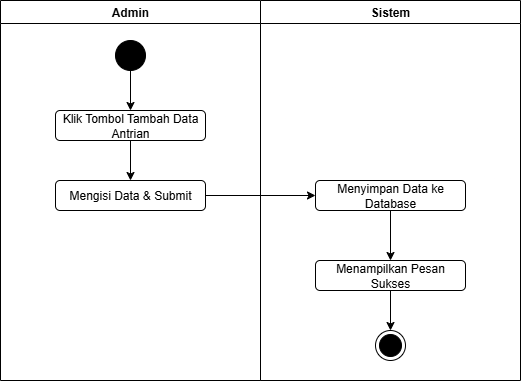 Admin
Sistem
Klik Tombol Tambah Data
Antrian
Mengisi Data & Submit
Menyimpan Data ke
Database
Menampilkan Pesan
Sukses